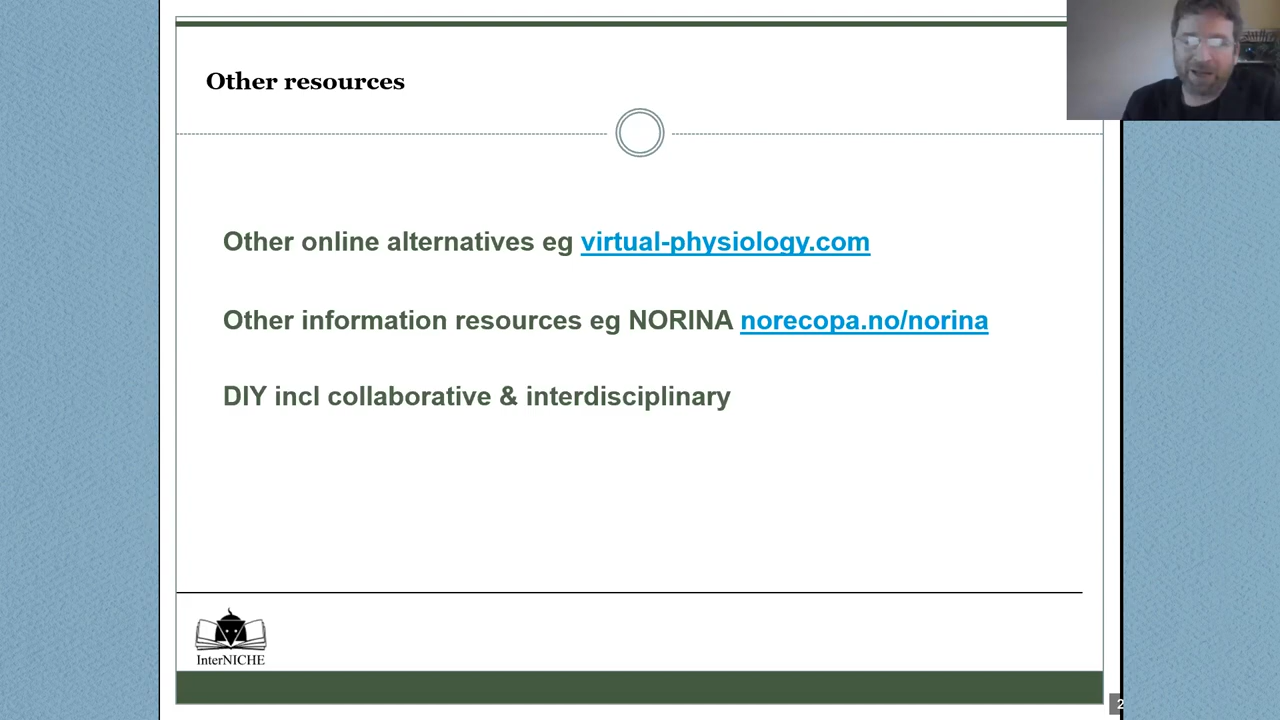 Other resources
Other online alternatives eg virtual-physiology.com
Other information resources eg NORINA norecopa.no/norina
DIY incl collaborative & interdisciplinary
InterNICHE
2